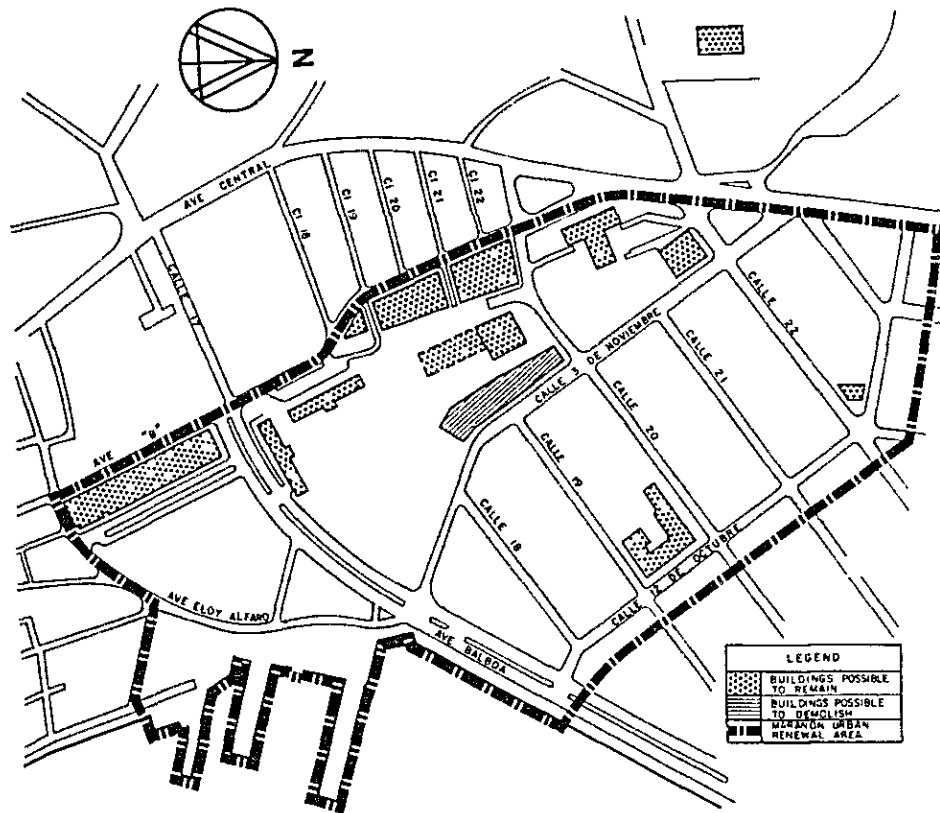 N
AVE CENTRAL
Cl 18
Cl 19
Cl 20
Cl 21
Cl 22
CALLE 17
AVE "B"
CALLE 3 DE NOVIEMBRE
CALLE 22
CALLE 21
CALLE 20
CALLE 19
CALLE 18
CALLE 12 DE OCTUBRE
AVE ELOY ALFARO
AVE BALBOA
LEGEND
BUILDINGS POSSIBLE
TO REMAIN
BUILDINGS POSSIBLE
TO DEMOLISH
MARANON URBAN
RENEWAL AREA